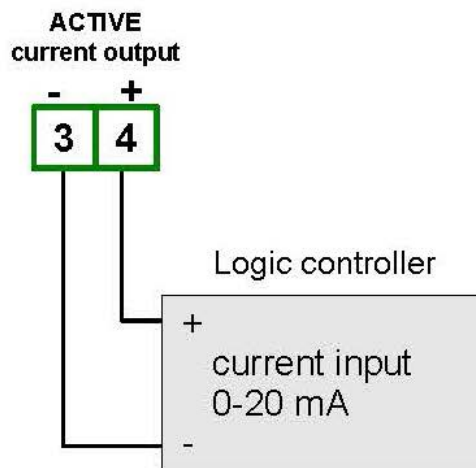 ACTIVE
current output
- +
3 4
Logic controller
+
current input
0-20 mA
-